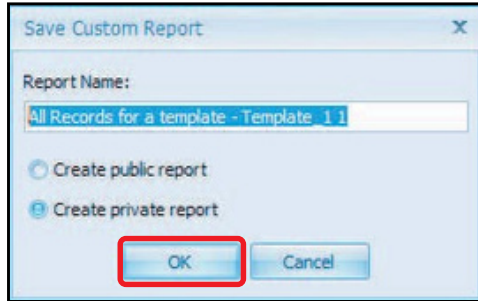 Save Custom Report
x
Report Name:
All Records for a template - Template_1 1
Create public report
Create private report
OK Cancel